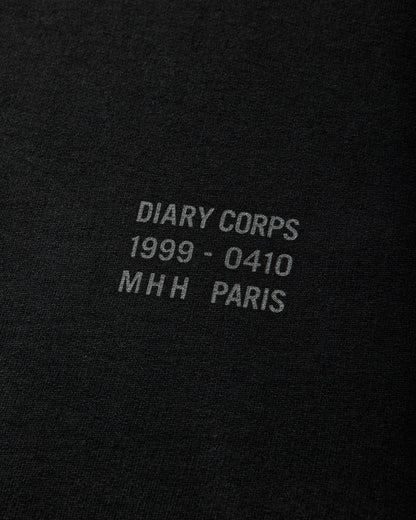 DIARY CORPS
1999 - 0410
MHH PARIS